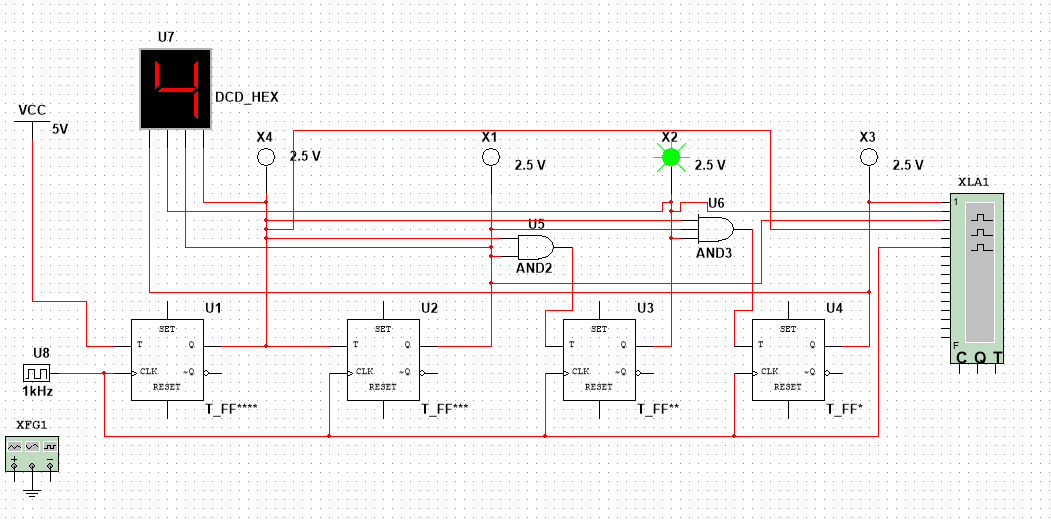 U7
4
DCD_HEX
VCC
5V
X4
2.5 V
X1
2.5 V
X2
2.5 V
X3
2.5 V
XLA1
1
F
C Q T
U5
AND2
U6
AND3
U1
SET
T Q
CLK ~Q
RESET
T_FF****
U2
SET
T Q
CLK ~Q
RESET
T_FF***
U3
SET
T Q
CLK ~Q
RESET
T_FF**
U4
SET
T Q
CLK ~Q
RESET
T_FF*
U8
1kHz
XFG1
+ −